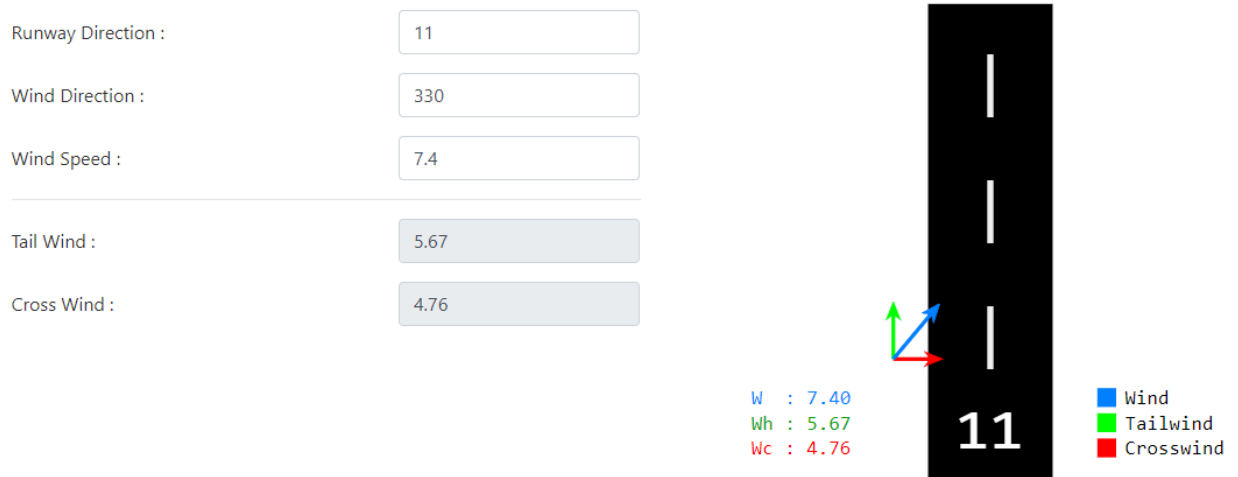 Runway Direction :
11
Wind Direction :
330
Wind Speed :
7.4
Tail Wind :
5.67
Cross Wind :
4.76
W : 7.40
Wh : 5.67
Wc : 4.76
11
Wind
Tailwind
Crosswind